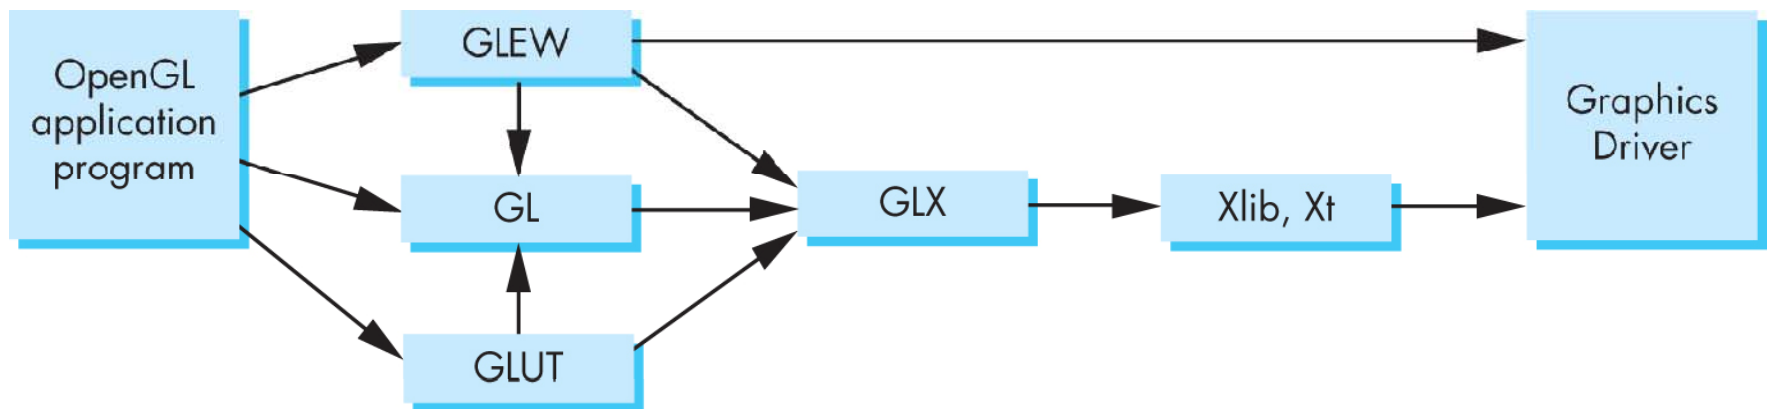 OpenGL
application
program
GLEW
GL
GLUT
GLX
Xlib, Xt
Graphics
Driver